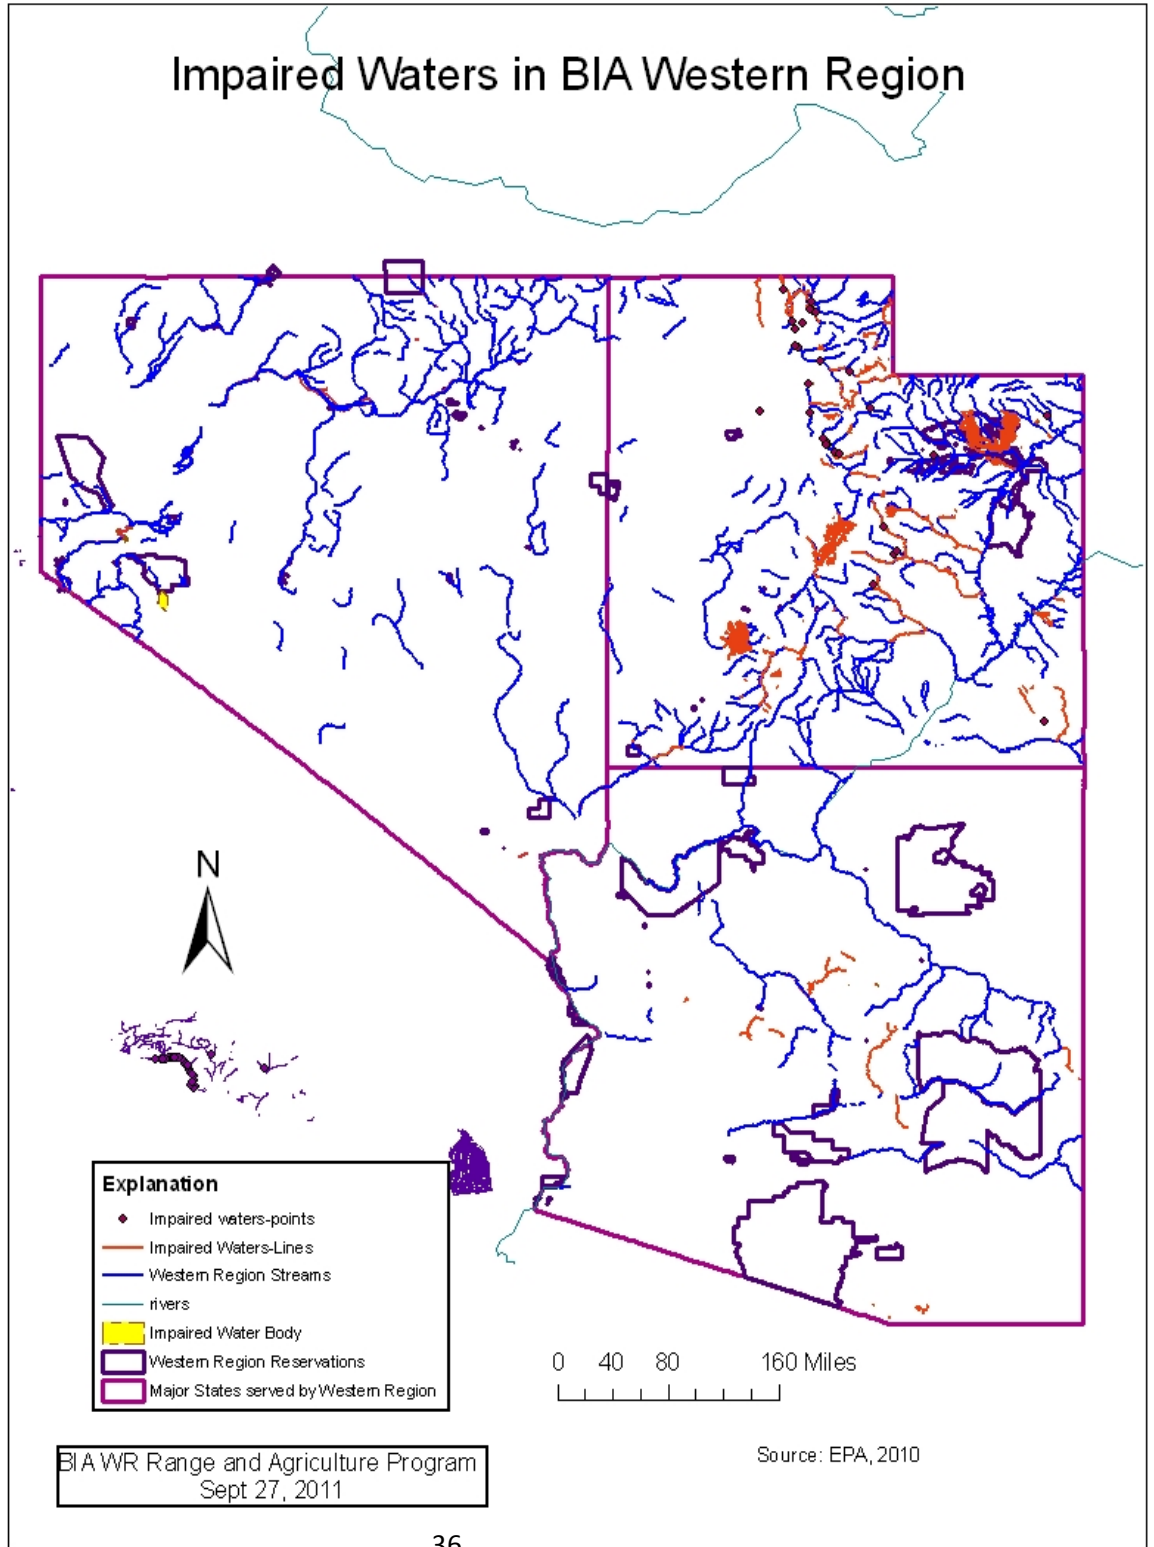 Impaired Waters in BIA Western Region
N
Explanation
Impaired waters-points
Impaired Waters-Lines
Western Region Streams
rivers
Impaired Water Body
Western Region Reservations
Major States served by Western Region
0 40 80 160 Miles
BIA WR Range and Agriculture Program
Sept 27, 2011
Source: EPA, 2010
36